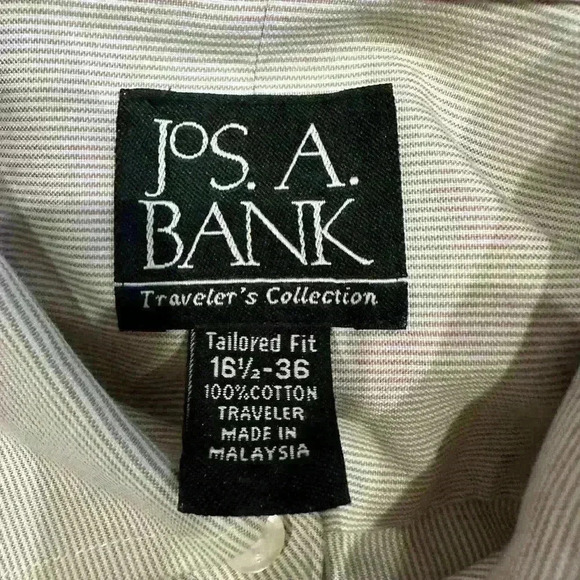 JOS. A.
BANK
Traveler's Collection
Tailored Fit
16½-36
100%COTTON
TRAVELER
MADE IN
MALAYSIA